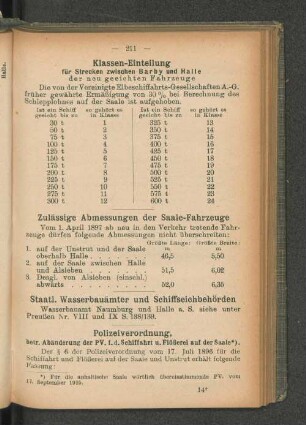 — 211 —
Klassen-Einteilung
für Strecken zwischen Barby und Halle
der neu geeichten Fahrzeuge
Die von der Vereinigte Elbeschiffahrts-Gesellschaften A.-G.
früher gewährte Ermäßigung von 30 % bei Berechnung des
Schlepplohnes auf der Saale ist aufgehoben.
Ist ein Schiff geeicht bis zu | so gehört es in Klasse | Ist ein Schiff geeicht bis zu | so gehört es in Klasse
30 t 1 325 t 13
50 t 2 350 t 14
75 t 3 375 t 15
100 t 4 400 t 16
125 t 5 425 t 17
150 t 6 450 t 18
175 t 7 475 t 19
200 t 8 500 t 20
225 t 9 525 t 21
250 t 10 550 t 22
275 t 11 575 t 23
300 t 12 600 t 24
Zulässige Abmessungen der Saale-Fahrzeuge
Vom 1. April 1897 ab neu in den Verkehr tretende Fahr-
zeuge dürfen folgende Abmessungen nicht überschreiten:
Größte Länge: Größte Breite:
1. auf der Unstrut und der Saale
oberhalb Halle . 46,5 5,50
2. auf der Saale zwischen Halle
und Alsleben 51,5 6,02
3. Desgl. von Alsleben (einschl.)
abwärts 52,0 6,35
Staatl. Wasserbauämter und Schiffseichbehörden
Wasserbauamt Naumburg und Halle a. S. siehe unter
Preußen Nr. VIII und IX S. 188/189.
Polizeiverordnung,
betr. Abänderung der PV. f. d. Schiffahrt u. Flößerei auf der Saale*).
Der § 6 der Polizeiverordnung vom 17. Juli 1896 für die
Schiffahrt und Flößerei auf der Saale und Unstrut erhält folgende
Fassung:
*) Für die anhaltische Saale wörtlich übereinstimmende PV. vom
September 1925.
14*
Halle.